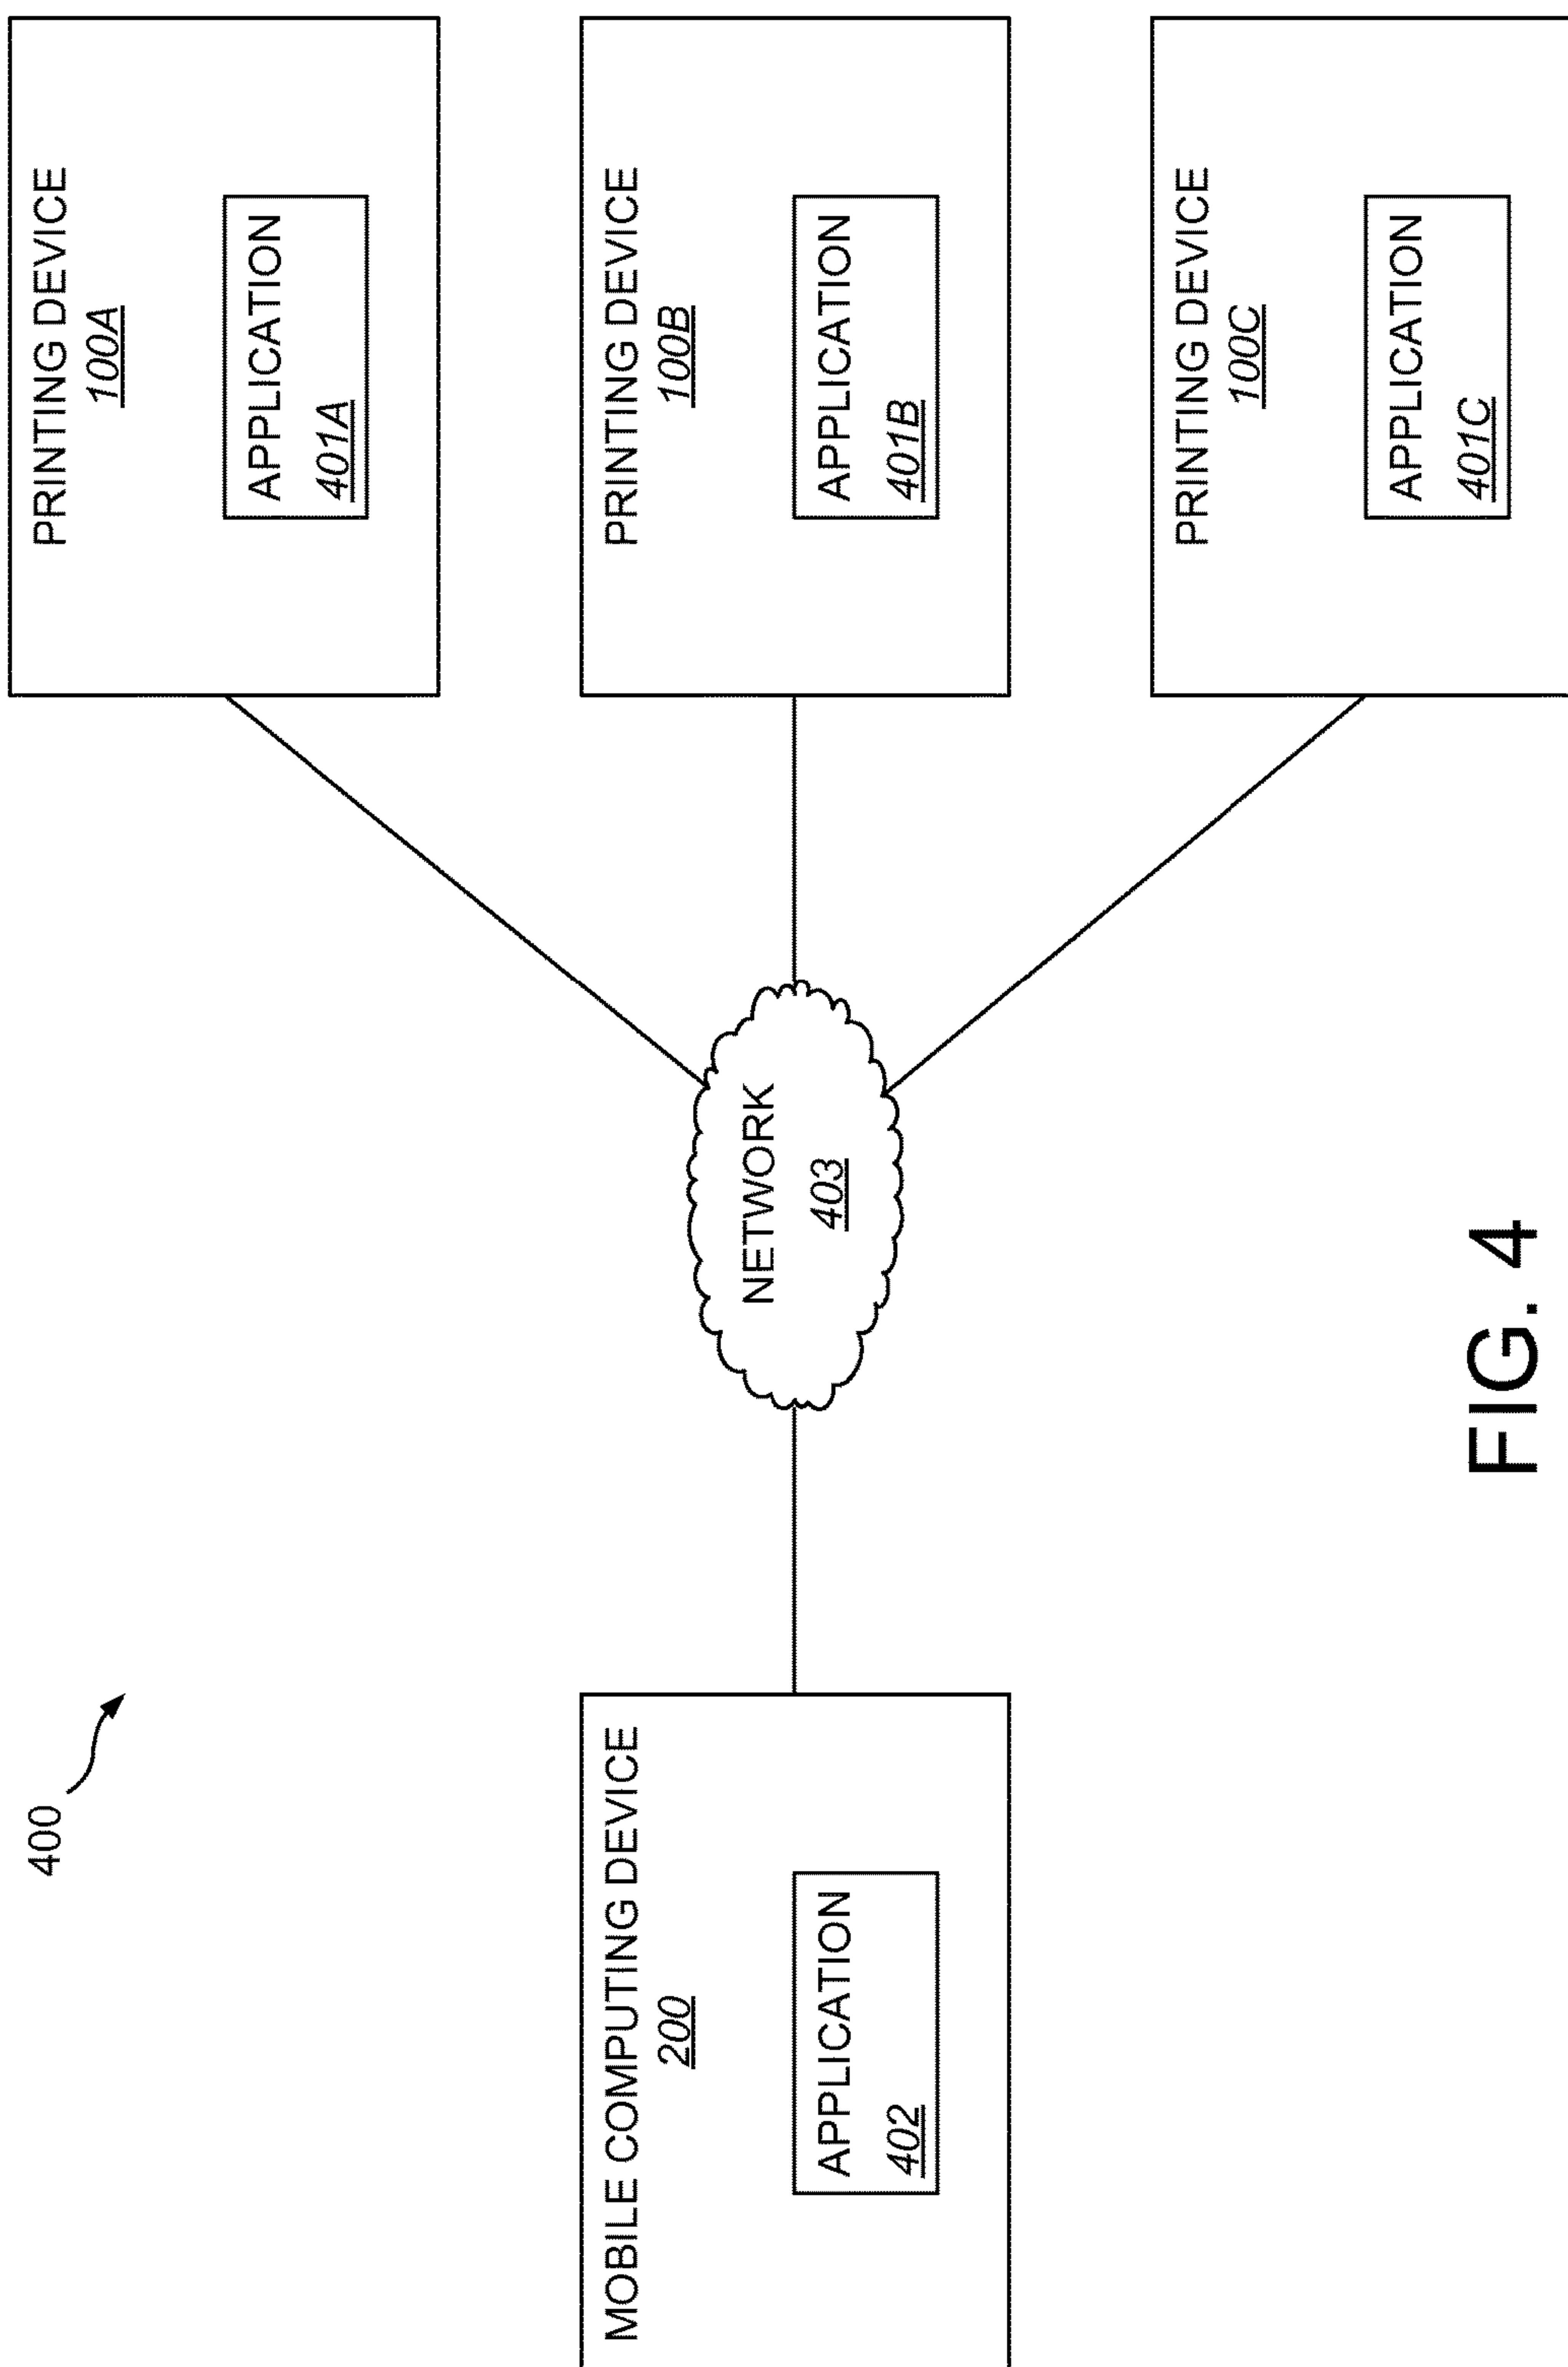 400
MOBILE COMPUTING DEVICE
200
APPLICATION
402
NETWORK
403
PRINTING DEVICE
100A
APPLICATION
401A
PRINTING DEVICE
100B
APPLICATION
401B
PRINTING DEVICE
100C
APPLICATION
401C
FIG. 4